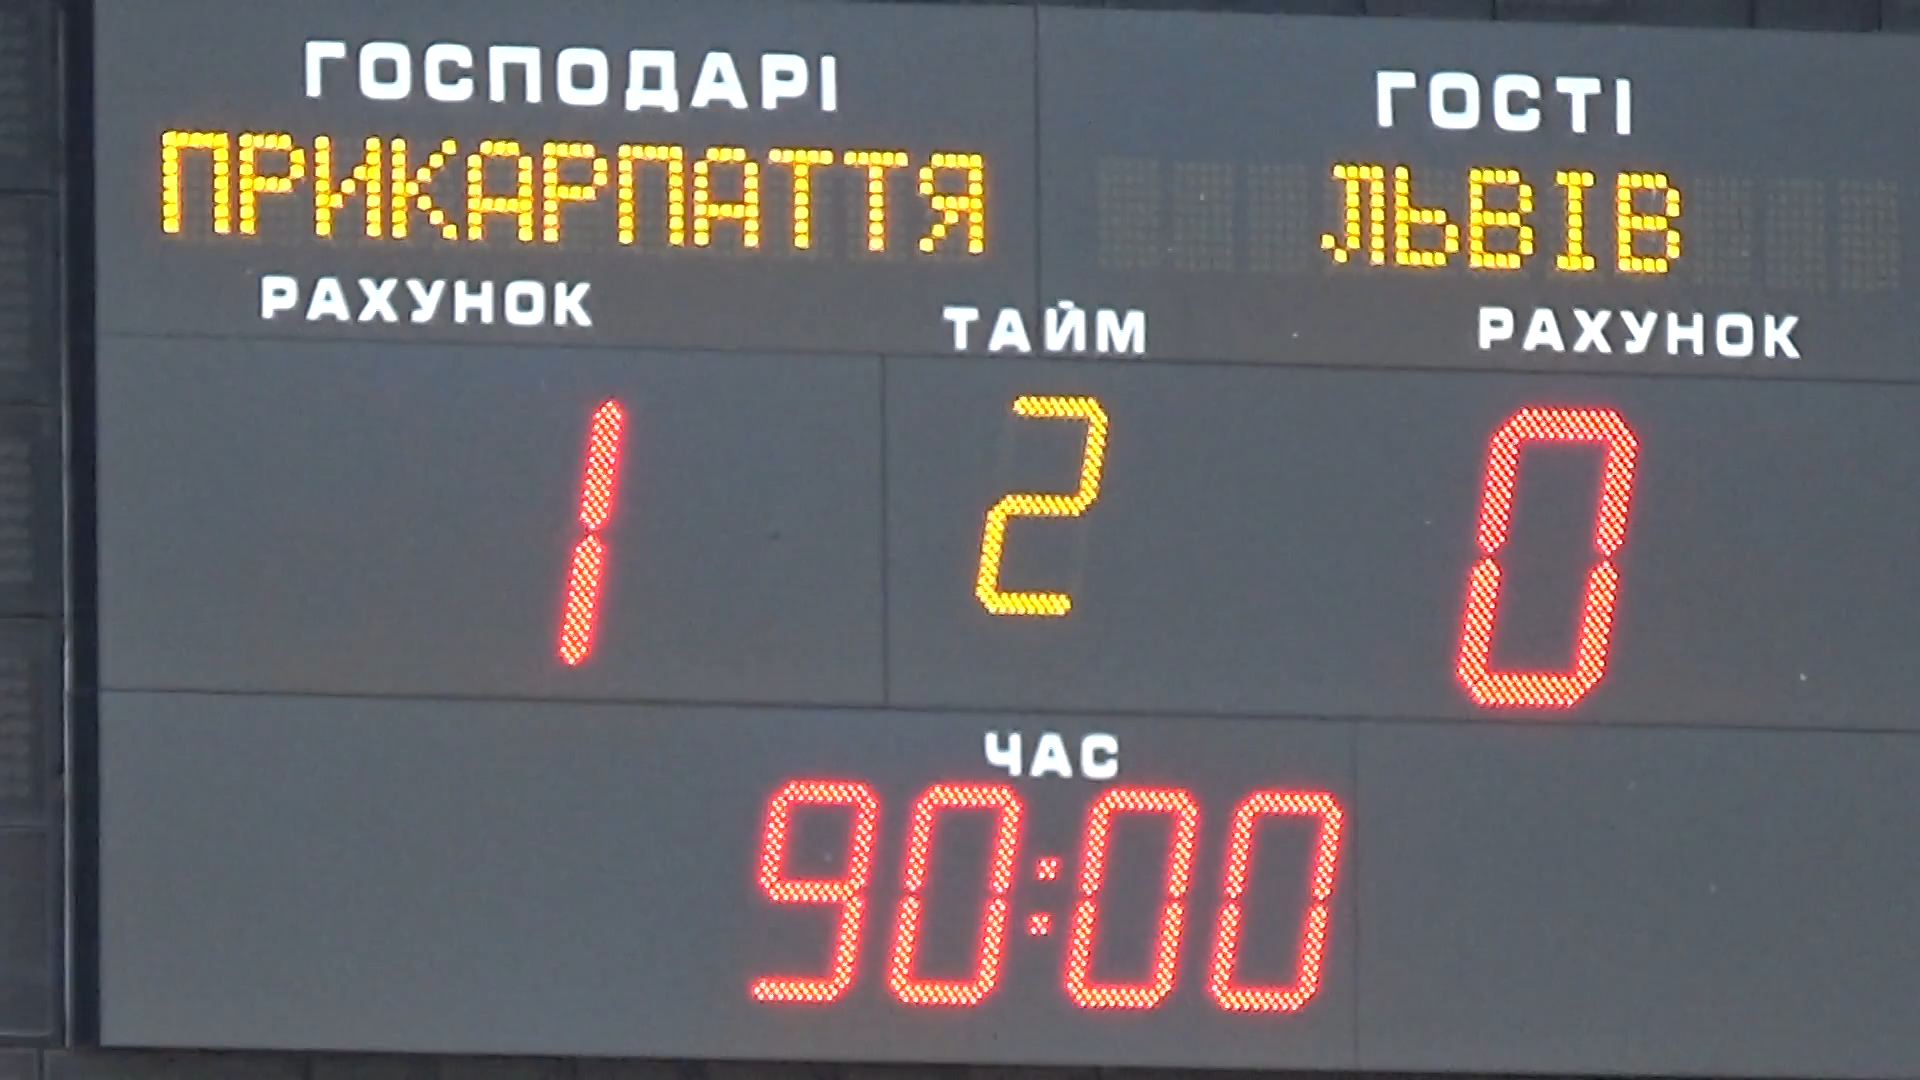 ГОСПОДАРІ ГОСТІ
ПРИКАРПАТТЯ ЛЬВІВ
РАХУНОК ТАЙМ РАХУНОК
1 2 0
ЧАС
90:00